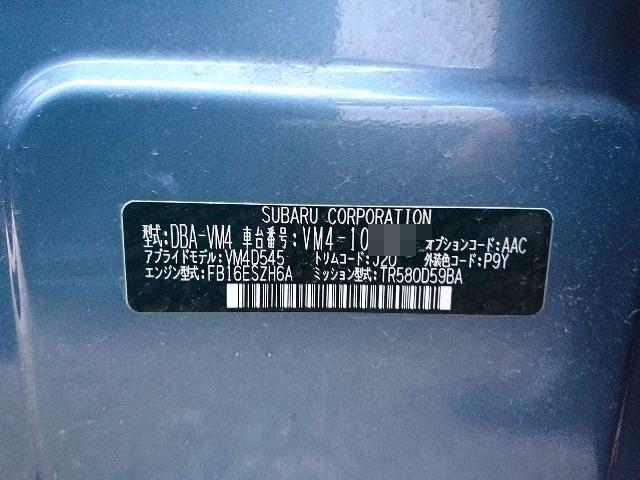 SUBARU CORPORATION
型式:DBA-VM4 車台番号:VM4-10 オプションコード:AAC
アプライドモデル:VM4D545 トリムコード:J20 外装色コード:P9Y
エンジン型式:FB16ESZH6A ミッション型式:TR580D59BA